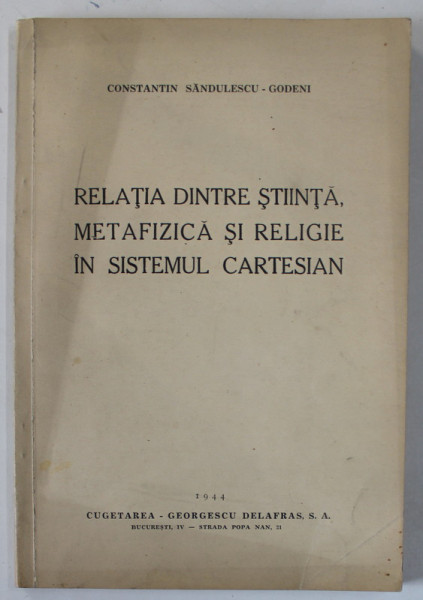 CONSTANTIN SĂNDULESCU - GODENI
RELAŢIA DINTRE ŞTIINŢĂ,
METAFIZICĂ ŞI RELIGIE
ÎN SISTEMUL CARTESIAN
1944
CUGETAREA - GEORGESCU DELAFRAS, S. A.
BUCUREŞTI, IV — STRADA POPA NAN, 21